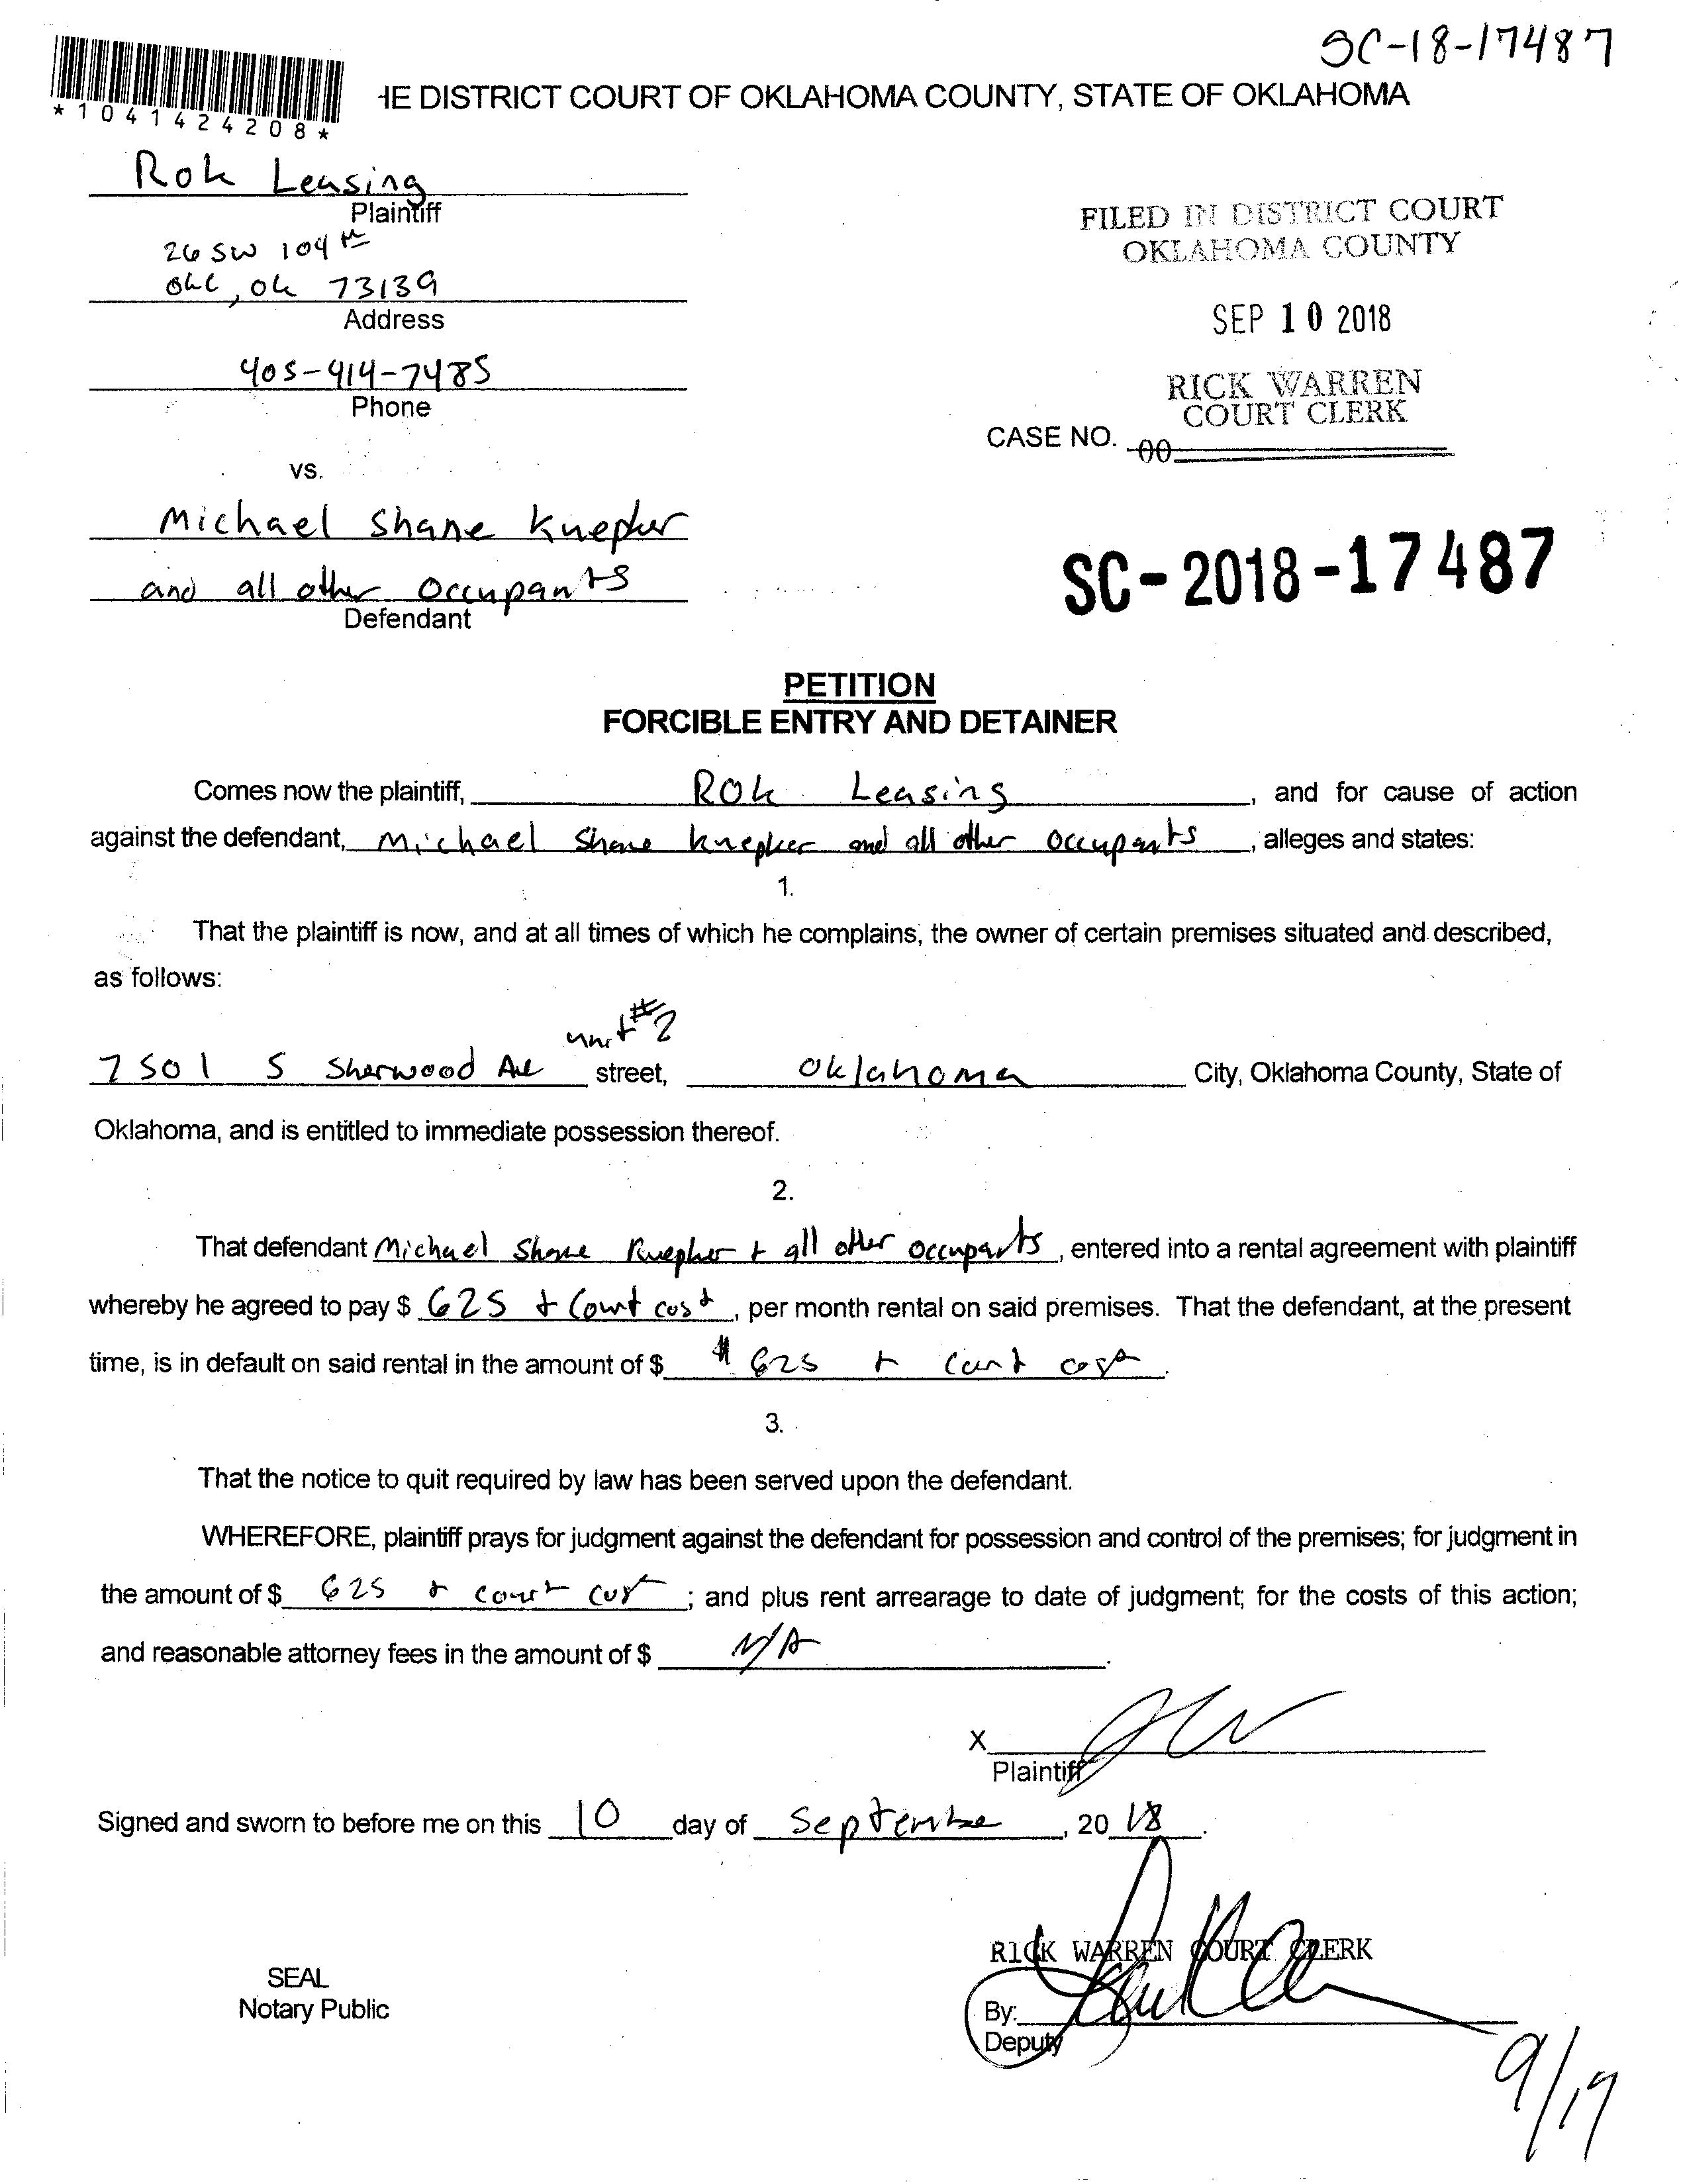 SC-18-17487
*1041424208*
HE DISTRICT COURT OF OKLAHOMA COUNTY, STATE OF OKLAHOMA
Rok Leasing
Plaintiff
26 SW 104th
OKC, OK 73139
Address
405-414-7485
Phone
FILED IN DISTRICT COURT
OKLAHOMA COUNTY
SEP 10 2018
RICK WARREN
COURT CLERK
CASE NO. 00
vs.
Michael Shane Knepher
and all other Occupants
Defendant
SC-2018-17487
PETITION
FORCIBLE ENTRY AND DETAINER
Comes now the plaintiff, ROK Leasing, and for cause of action
against the defendant, Michael Shane Knepher and all other occupants, alleges and states:
1.
That the plaintiff is now, and at all times of which he complains, the owner of certain premises situated and described,
as follows:
unit #2
7501 S Sherwood Ave street, Oklahoma City, Oklahoma County, State of
Oklahoma, and is entitled to immediate possession thereof.
2.
That defendant Michael Shane Knepher + all other occupants, entered into a rental agreement with plaintiff
whereby he agreed to pay $ 625 + Court cost, per month rental on said premises. That the defendant, at the present
time, is in default on said rental in the amount of $ $625 + Court cost.
3.
That the notice to quit required by law has been served upon the defendant.
WHEREFORE, plaintiff prays for judgment against the defendant for possession and control of the premises; for judgment in
the amount of $ 625 + court cost; and plus rent arrearage to date of judgment; for the costs of this action;
and reasonable attorney fees in the amount of $ N/A.
X
Plaintiff
Signed and sworn to before me on this 10 day of September, 2018.
RICK WARREN COURT CLERK
SEAL
Notary Public
By:
Deputy
9/19